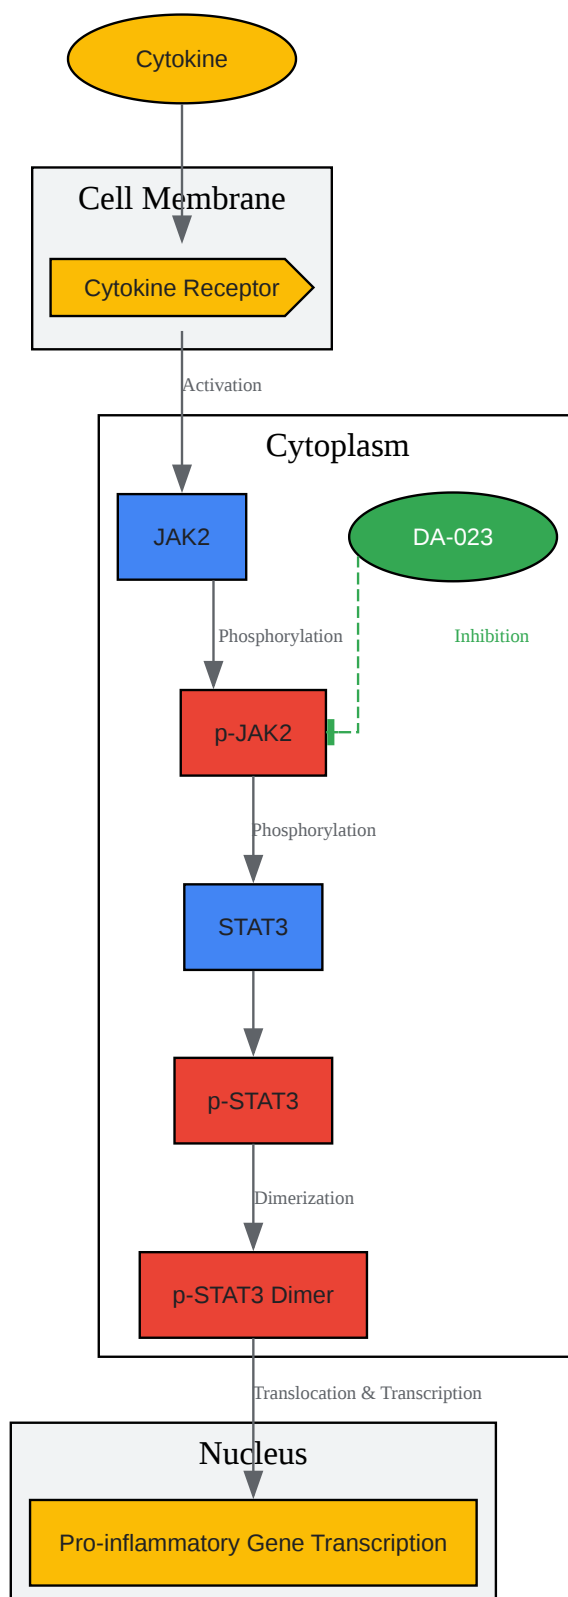 Cytokine
Cell Membrane
Cytokine Receptor
Activation
Cytoplasm
JAK2
DA-023
Phosphorylation
Inhibition
p-JAK2
Phosphorylation
STAT3
p-STAT3
Dimerization
p-STAT3 Dimer
Translocation & Transcription
Nucleus
Pro-inflammatory Gene Transcription